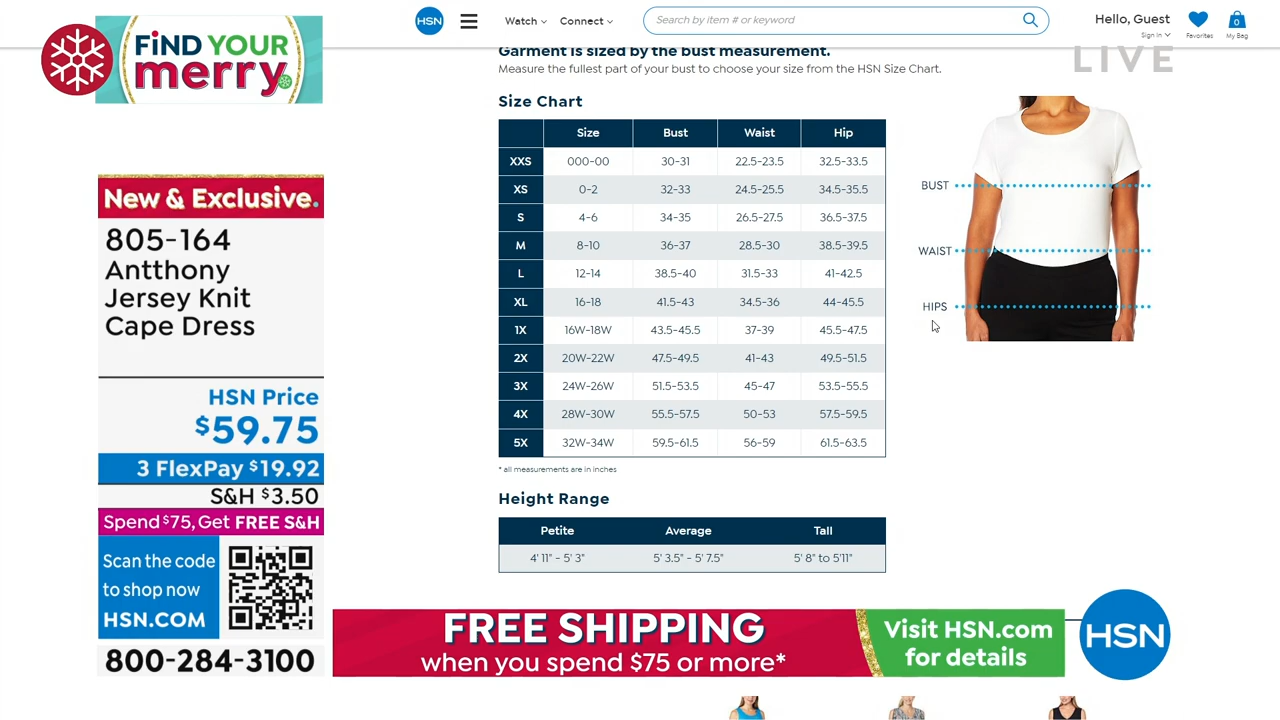 FiND YOUR
merry.
HSN
Watch
Connect
Search by item # or keyword
Hello, Guest
Sign in
Favorites
0
My Bag
LIVE
Garment is sized by the bust measurement.
Measure the fullest part of your bust to choose your size from the HSN Size Chart.
Size Chart
Size Bust Waist Hip
XXS 000-00 30-31 22.5-23.5 32.5-33.5
XS 0-2 32-33 24.5-25.5 34.5-35.5
S 4-6 34-35 26.5-27.5 36.5-37.5
M 8-10 36-37 28.5-30 38.5-39.5
L 12-14 38.5-40 31.5-33 41-42.5
XL 16-18 41.5-43 34.5-36 44-45.5
1X 16W-18W 43.5-45.5 37-39 45.5-47.5
2X 20W-22W 47.5-49.5 41-43 49.5-51.5
3X 24W-26W 51.5-53.5 45-47 53.5-55.5
4X 28W-30W 55.5-57.5 50-53 57.5-59.5
5X 32W-34W 59.5-61.5 56-59 61.5-63.5
* all measurements are in inches
BUST
WAIST
HIPS
Height Range
Petite Average Tall
4' 11" - 5' 3" 5' 3.5" - 5' 7.5" 5' 8" to 5'11"
New & Exclusive.
805-164
Antthony
Jersey Knit
Cape Dress
HSN Price
$59.75
3 FlexPay $19.92
S&H $3.50
Spend $75, Get FREE S&H
Scan the code
to shop now
HSN.COM
800-284-3100
FREE SHIPPING
when you spend $75 or more*
Visit HSN.com
for details
HSN